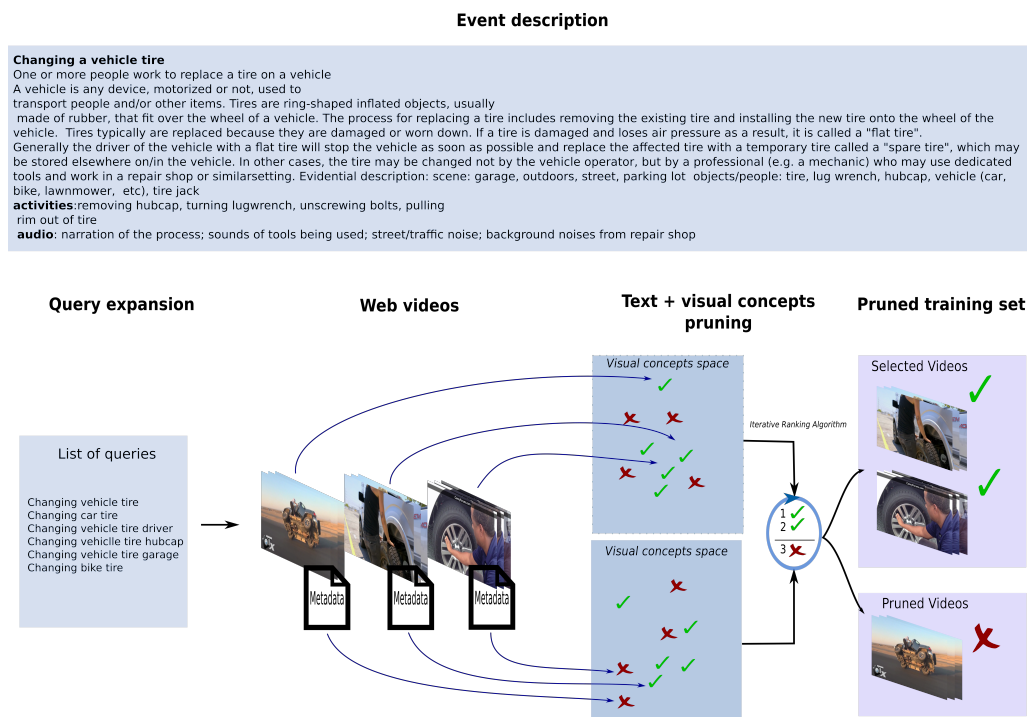 Event description
Changing a vehicle tire
One or more people work to replace a tire on a vehicle
A vehicle is any device, motorized or not, used to
transport people and/or other items. Tires are ring-shaped inflated objects, usually
made of rubber, that fit over the wheel of a vehicle. The process for replacing a tire includes removing the existing tire and installing the new tire onto the wheel of the
vehicle. Tires typically are replaced because they are damaged or worn down. If a tire is damaged and loses air pressure as a result, it is called a "flat tire".
Generally the driver of the vehicle with a flat tire will stop the vehicle as soon as possible and replace the affected tire with a temporary tire called a "spare tire", which may
be stored elsewhere on/in the vehicle. In other cases, the tire may be changed not by the vehicle operator, but by a professional (e.g. a mechanic) who may use dedicated
tools and work in a repair shop or similarsetting. Evidential description: scene: garage, outdoors, street, parking lot objects/people: tire, lug wrench, hubcap, vehicle (car,
bike, lawnmower, etc), tire jack
activities:removing hubcap, turning lugwrench, unscrewing bolts, pulling
rim out of tire
audio: narration of the process; sounds of tools being used; street/traffic noise; background noises from repair shop
Query expansion
Web videos
Text + visual concepts
pruning
Pruned training set
List of queries
Changing vehicle tire
Changing car tire
Changing vehicle tire driver
Changing vehiclle tire hubcap
Changing vehicle tire garage
Changing bike tire
Metadata
Metadata
Metadata
Visual concepts space
Visual concepts space
Iterative Ranking Algorithm
1
2
3
Selected Videos
Pruned Videos